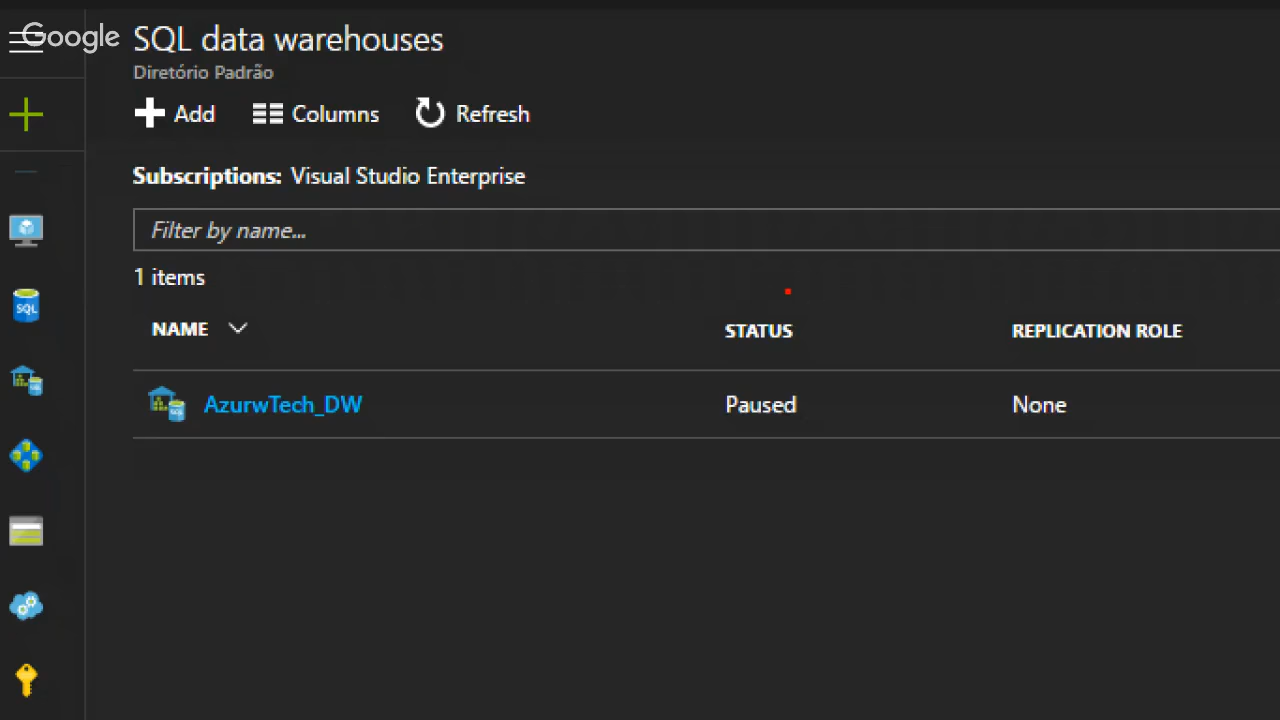 Google
SQL data warehouses
Diretório Padrão
Add Columns Refresh
Subscriptions: Visual Studio Enterprise
Filter by name...
1 items
NAME STATUS REPLICATION ROLE
SQL
AzurwTech_DW Paused None